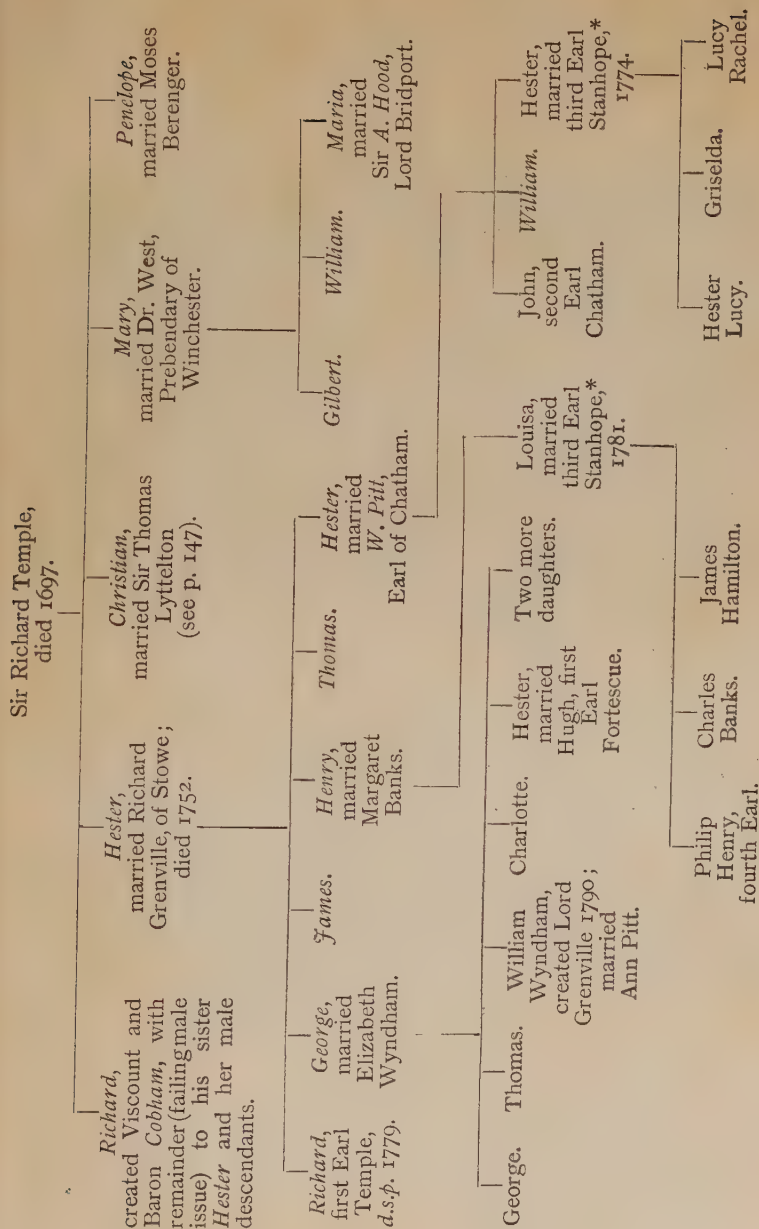 Sir Richard Temple,
died 1697.
Richard,
created Viscount and
Baron Cobham, with
remainder (failing male
issue) to his sister
Hester and her male
descendants.
Hester,
married Richard
Grenville, of Stowe;
died 1752.
Christian,
married Sir Thomas
Lyttelton
(see p. 147).
Mary,
married Dr. West,
Prebendary of
Winchester.
Penelope,
married Moses
Berenger.
Richard,
first Earl
Temple,
d.s.p. 1779.
George,
married
Elizabeth
Wyndham.
James.
Henry,
married
Margaret
Banks.
Thomas.
Hester,
married
W. Pitt,
Earl of Chatham.
Gilbert.
William.
Maria,
married
Sir A. Hood,
Lord Bridport.
George.
Thomas.
William
Wyndham,
created Lord
Grenville 1790;
married
Ann Pitt.
Charlotte.
Hester,
married
Hugh, first
Earl
Fortescue.
Two more
daughters.
Louisa,
married
third Earl
Stanhope,*
1781.
John,
second
Earl
Chatham.
William.
Hester,
married
third Earl
Stanhope,*
1774.
Philip
Henry,
fourth Earl.
Charles
Banks.
James
Hamilton.
Hester
Lucy.
Griselda.
Lucy
Rachel.